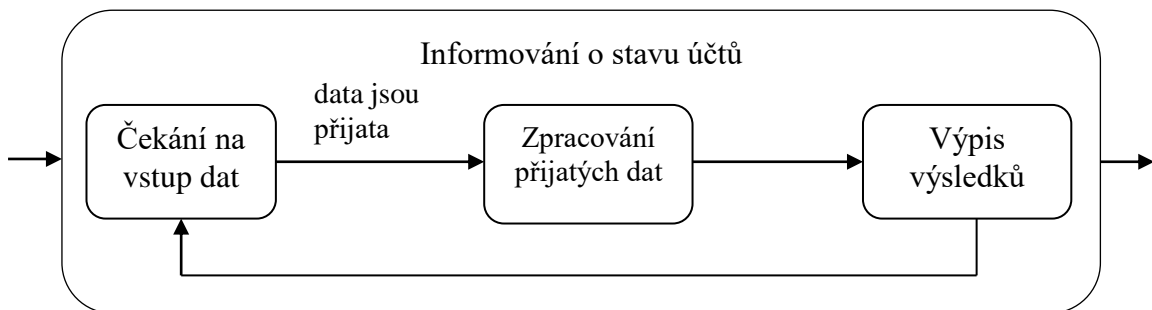 Informování o stavu účtů
data jsou
přijata
Čekání na
vstup dat
Zpracování
přijatých dat
Výpis
výsledků